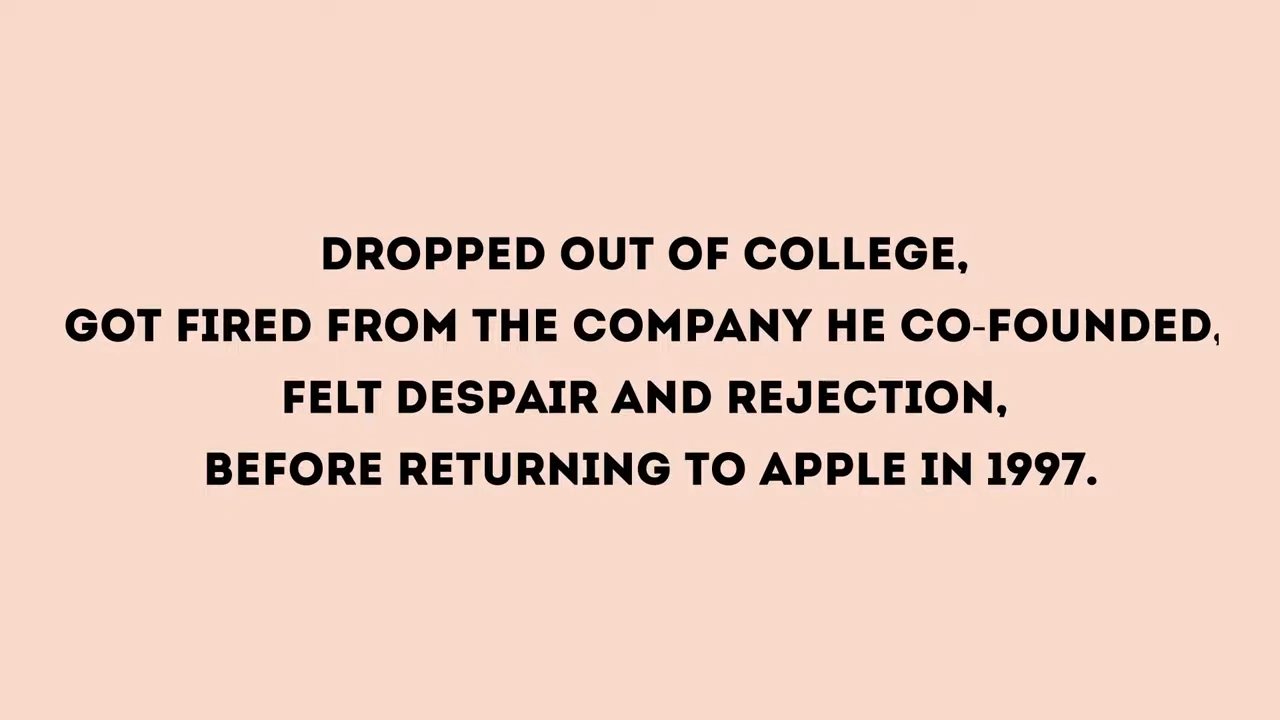 DROPPED OUT OF COLLEGE,
GOT FIRED FROM THE COMPANY HE CO-FOUNDED,
FELT DESPAIR AND REJECTION,
BEFORE RETURNING TO APPLE IN 1997.